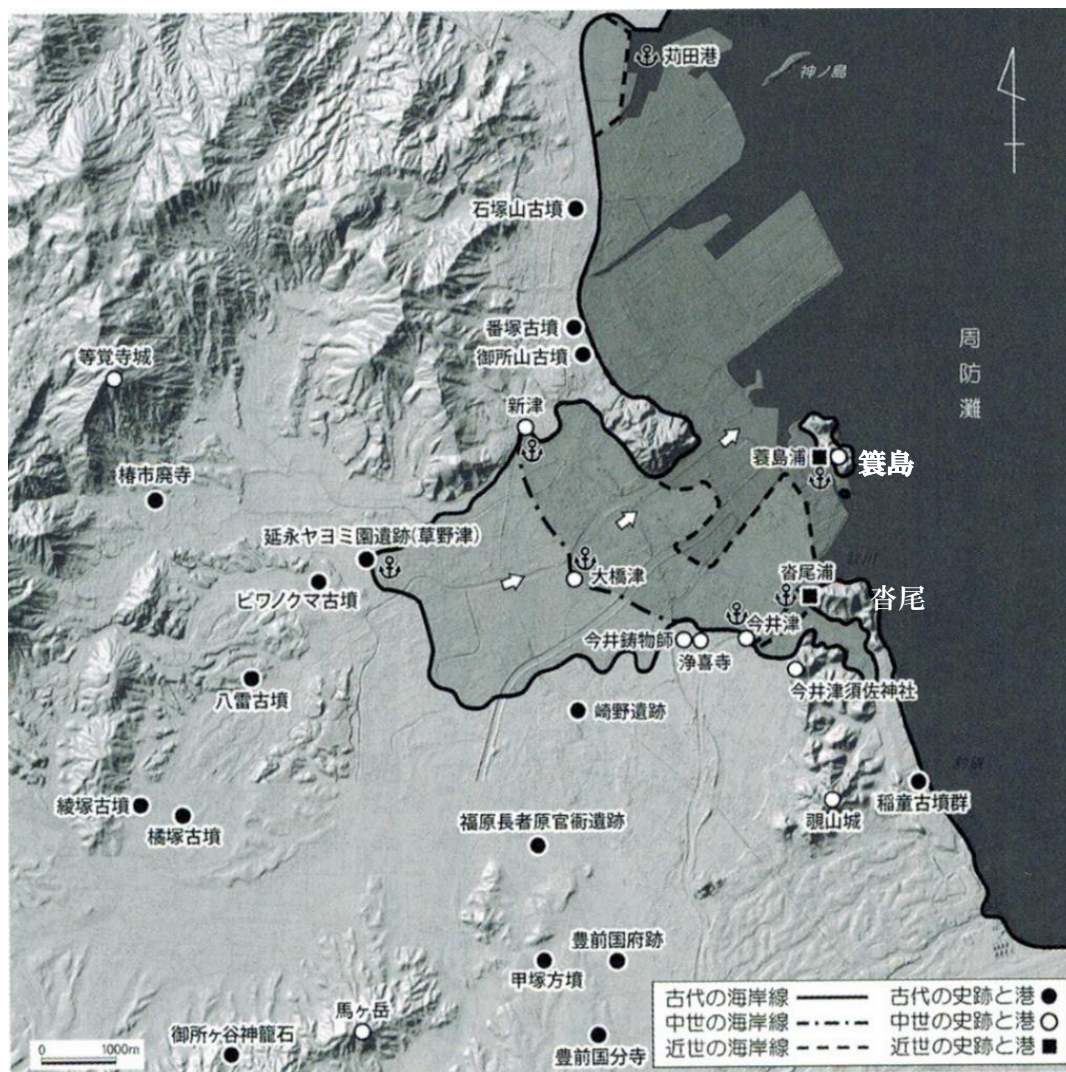 苅田港
神ノ島
石塚山古墳
番塚古墳
御所山古墳
等覚寺城
新津
周防灘
蓑島浦
簑島
椿市廃寺
延永ヤヨミ園遺跡(草野津)
ビワノクマ古墳
大橋津
沓尾浦
沓尾
今井津
今井鋳物師
浄喜寺
今井津須佐神社
八雷古墳
崎野遺跡
稲童古墳群
覗山城
綾塚古墳
橘塚古墳
福原長者原官衙遺跡
豊前国府跡
甲塚方墳
馬ヶ岳
御所ヶ谷神籠石
豊前国分寺
0 1000m
古代の海岸線 古代の史跡と港
中世の海岸線 中世の史跡と港
近世の海岸線 近世の史跡と港